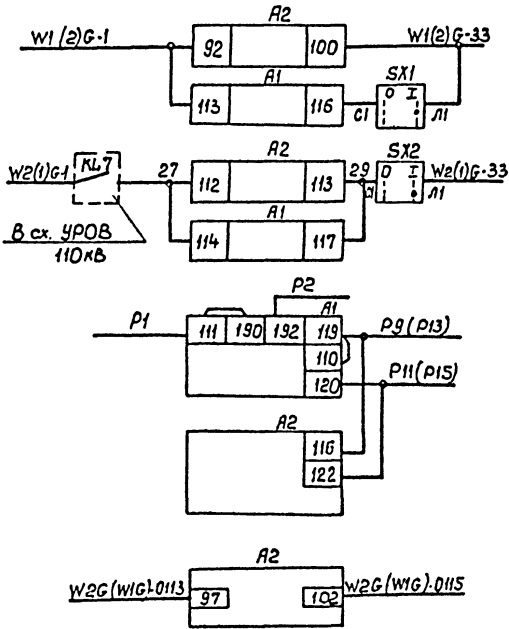 A2
W1(2)G-1
92
100
W1(2)G-33
A1
SX1
113
116
C1
O I
Л1
KL7
A2
SX2
W2(1)G-1
27
112
113
29
C1
O I
W2(1)G-33
Л1
A1
114
117
В сх. УРОВ
110кВ
P2
A1
P1
111
190
192
119
P9(P13)
110
120
P11(P15)
A2
116
122
A2
W2G(W1G)-0113
97
102
W2G(W1G)-0115